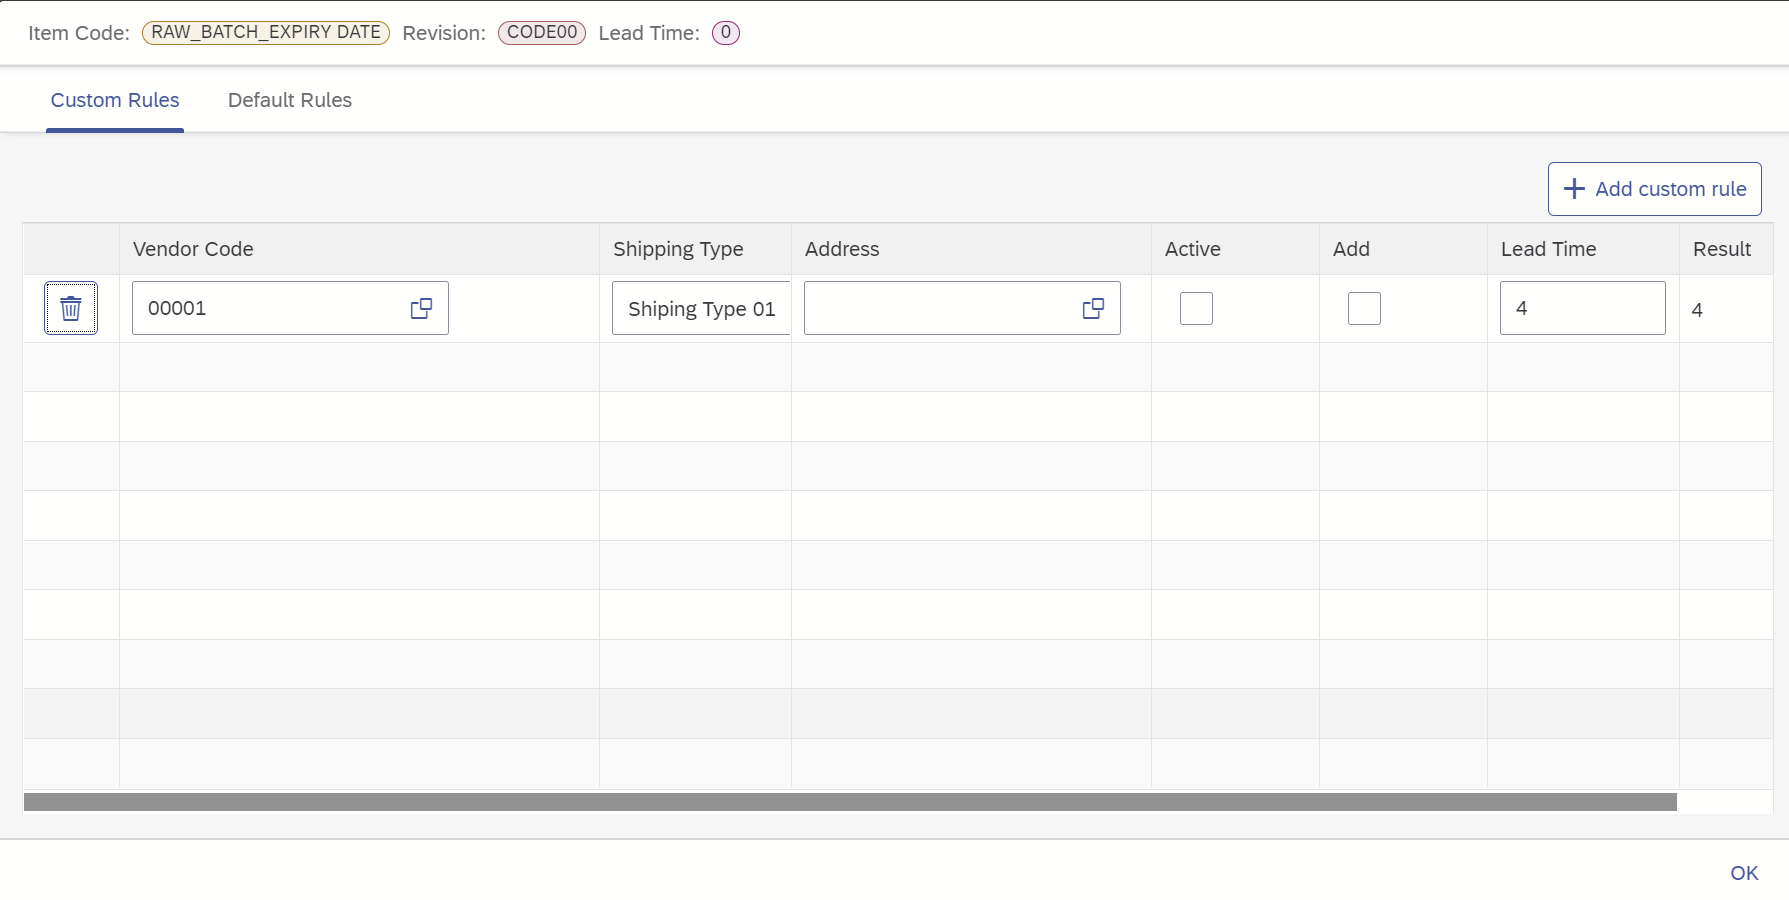 Item Code: RAW_BATCH_EXPIRY DATE Revision: CODE00 Lead Time: 0
Custom Rules Default Rules
Add custom rule
Vendor Code Shipping Type Address Active Add Lead Time Result
00001 Shiping Type 01 4 4
OK